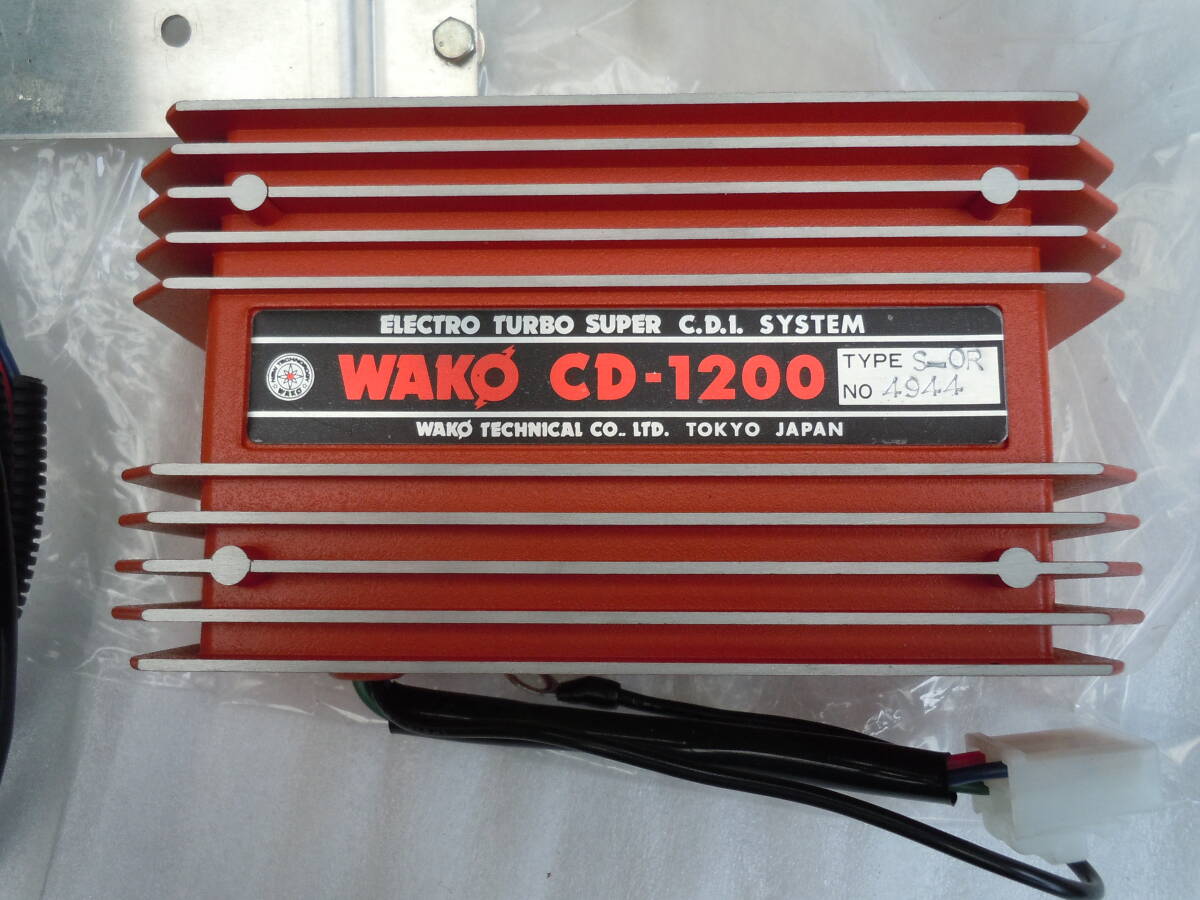 ELECTRO TURBO SUPER C.D.I. SYSTEM
WAKO CD-1200
TYPE S-OR
NO 4944
WAKO TECHNICAL CO., LTD. TOKYO JAPAN